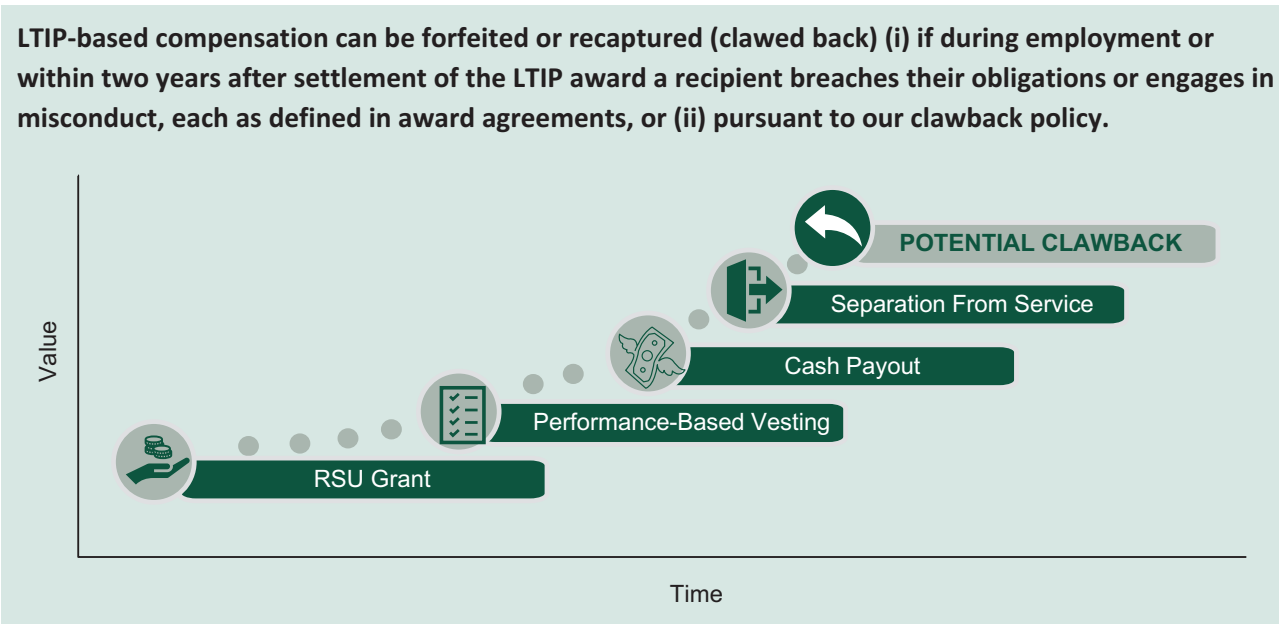 LTIP-based compensation can be forfeited or recaptured (clawed back) (i) if during employment or
within two years after settlement of the LTIP award a recipient breaches their obligations or engages in
misconduct, each as defined in award agreements, or (ii) pursuant to our clawback policy.
POTENTIAL CLAWBACK
Separation From Service
Cash Payout
Performance-Based Vesting
RSU Grant
Value
Time